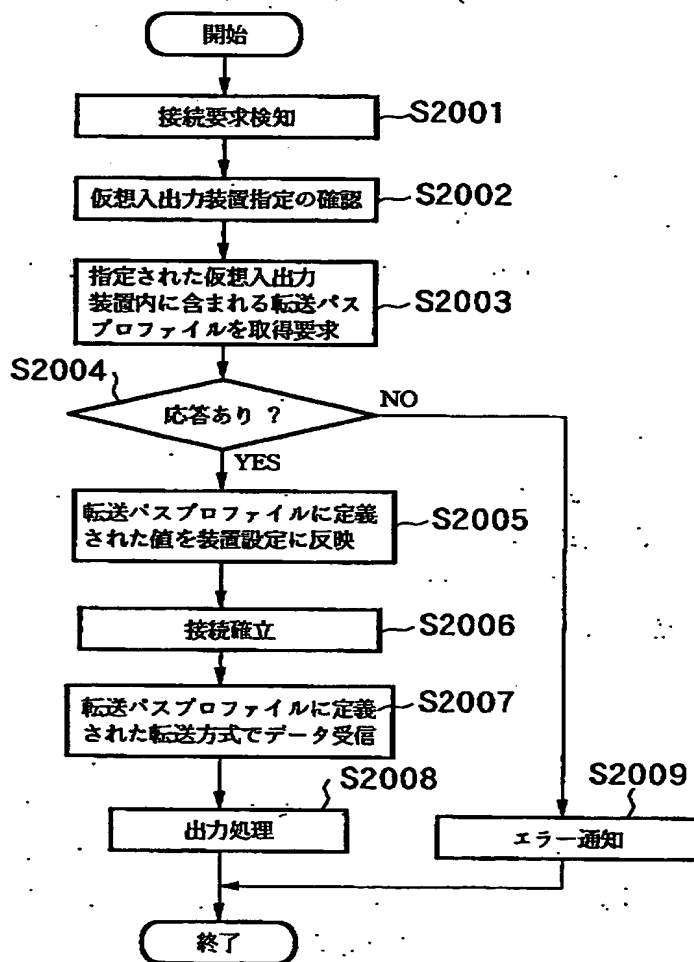 開始
接続要求検知
S2001
仮想入出力装置指定の確認
S2002
指定された仮想入出力
装置内に含まれる転送パス
プロファイルを取得要求
S2003
S2004
応答あり ?
NO
YES
転送パスプロファイルに定義
された値を装置設定に反映
S2005
接続確立
S2006
転送パスプロファイルに定義
された転送方式でデータ受信
S2007
S2008
出力処理
S2009
エラー通知
終了